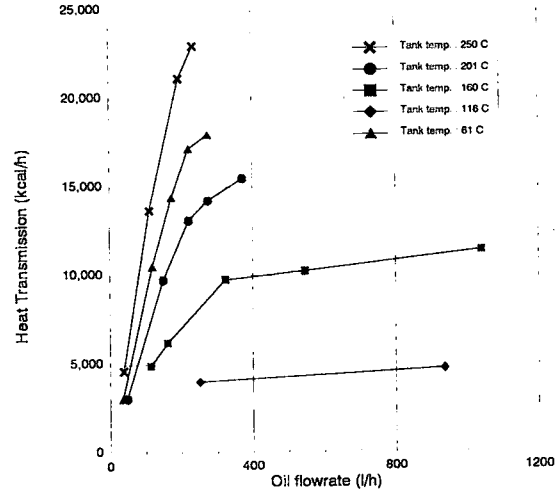 25,000
20,000
15,000
10,000
5,000
0
Heat Transmission (kcal/h)
Tank temp. 250 C
Tank temp. 201 C
Tank temp. 160 C
Tank temp. 116 C
Tank temp. 61 C
0 400 800 1200
Oil flowrate (l/h)